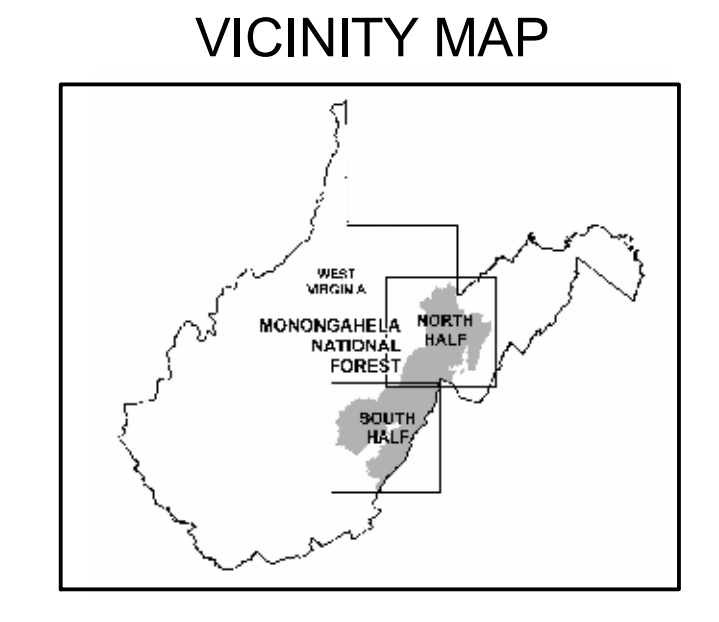 VICINITY MAP
WEST
VIRGINIA
MONONGAHELA
NATIONAL
FOREST
NORTH
HALF
SOUTH
HALF